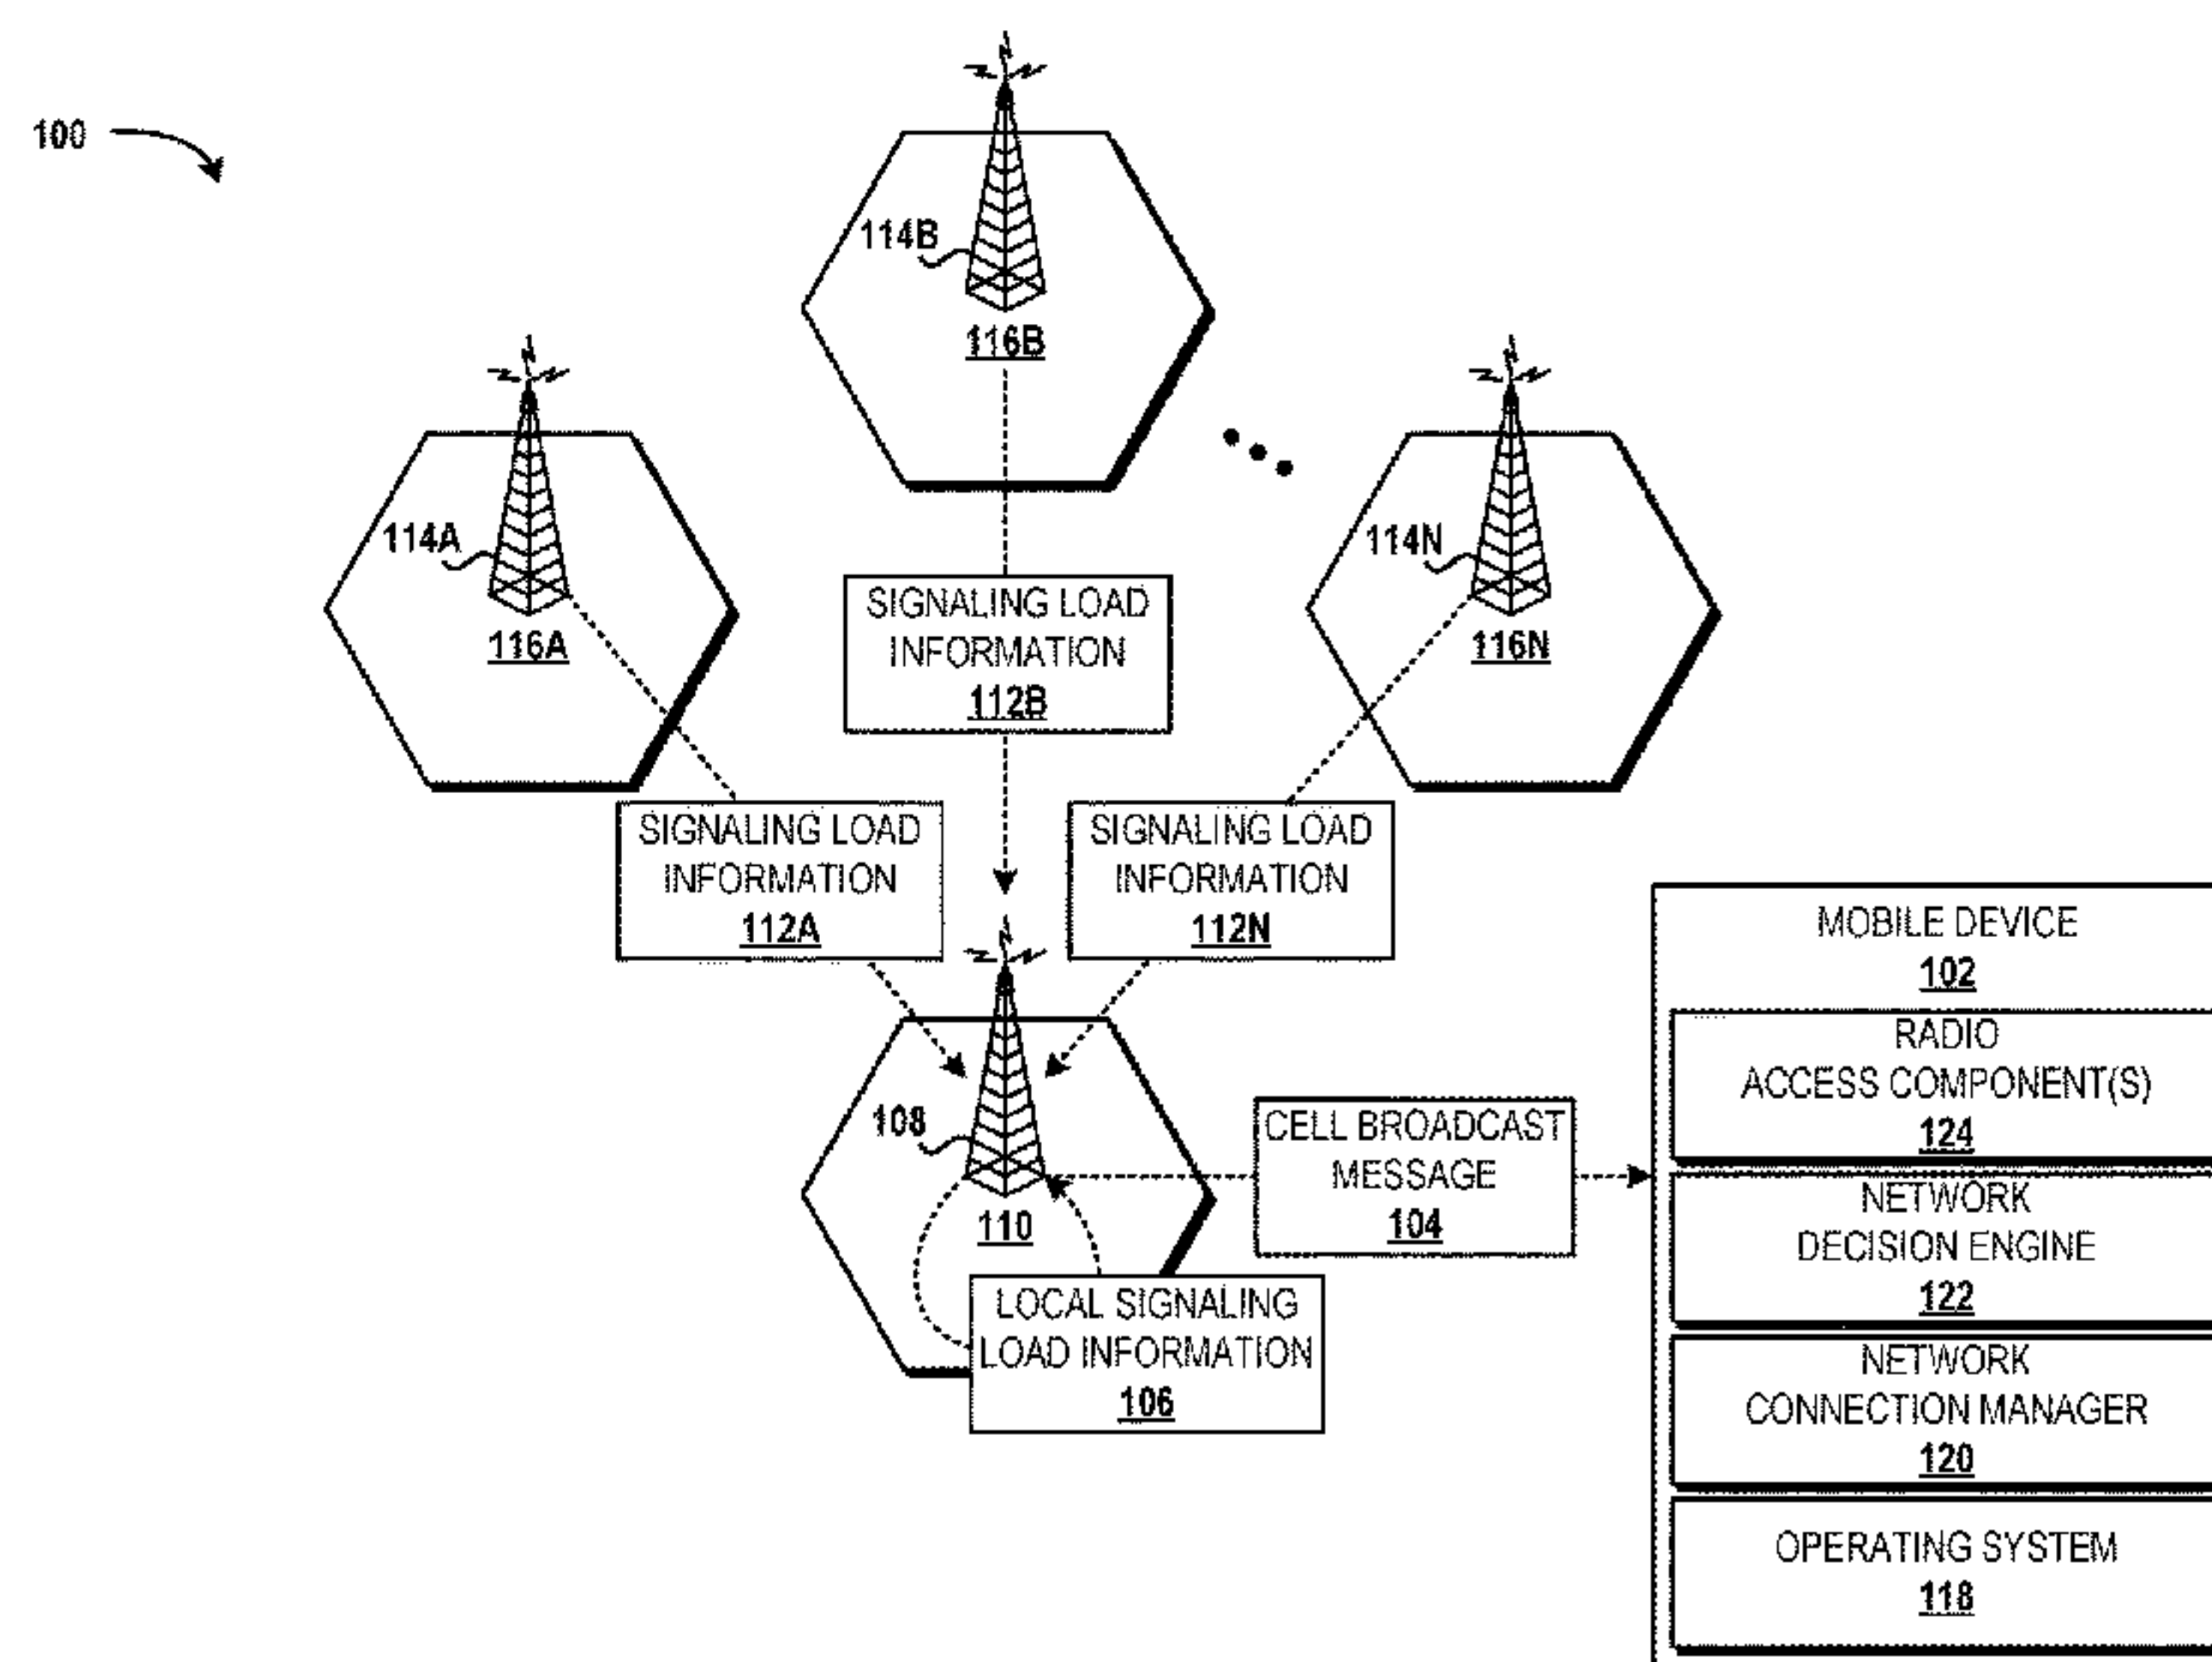 100
114B
116B
114A
116A
114N
116N
SIGNALING LOAD
INFORMATION
112B
SIGNALING LOAD
INFORMATION
112A
SIGNALING LOAD
INFORMATION
112N
108
110
CELL BROADCAST
MESSAGE
104
LOCAL SIGNALING
LOAD INFORMATION
106
MOBILE DEVICE
102
RADIO
ACCESS COMPONENT(S)
124
NETWORK
DECISION ENGINE
122
NETWORK
CONNECTION MANAGER
120
OPERATING SYSTEM
118